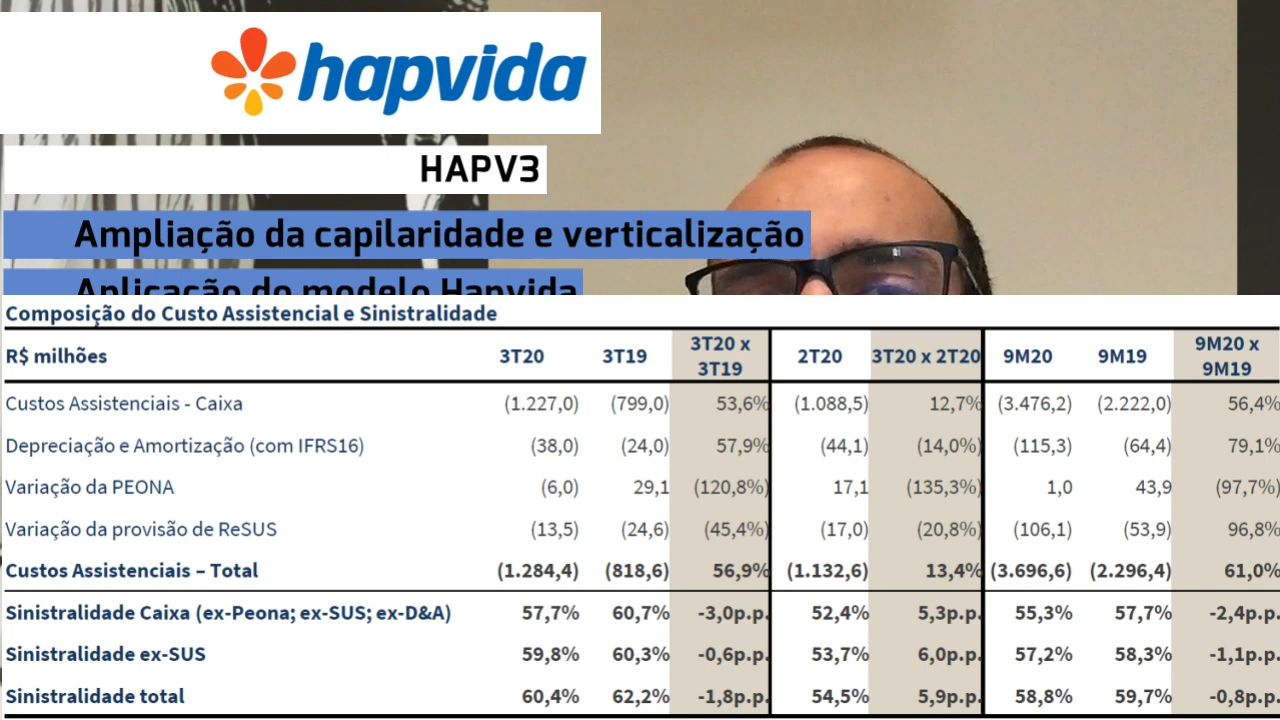 hapvida
HAPV3
Ampliação da capilaridade e verticalização
Aplicação do modelo Hapvida
Composição do Custo Assistencial e Sinistralidade
R$ milhões 3T20 3T19 3T20 x 3T19 2T20 3T20 x 2T20 9M20 9M19 9M20 x 9M19
Custos Assistenciais - Caixa (1.227,0) (799,0) 53,6% (1.088,5) 12,7% (3.476,2) (2.222,0) 56,4%
Depreciação e Amortização (com IFRS16) (38,0) (24,0) 57,9% (44,1) (14,0%) (115,3) (64,4) 79,1%
Variação da PEONA (6,0) 29,1 (120,8%) 17,1 (135,3%) 1,0 43,9 (97,7%)
Variação da provisão de ReSUS (13,5) (24,6) (45,4%) (17,0) (20,8%) (106,1) (53,9) 96,8%
Custos Assistenciais – Total (1.284,4) (818,6) 56,9% (1.132,6) 13,4% (3.696,6) (2.296,4) 61,0%
Sinistralidade Caixa (ex-Peona; ex-SUS; ex-D&A) 57,7% 60,7% -3,0p.p. 52,4% 5,3p.p. 55,3% 57,7% -2,4p.p.
Sinistralidade ex-SUS 59,8% 60,3% -0,6p.p. 53,7% 6,0p.p. 57,2% 58,3% -1,1p.p.
Sinistralidade total 60,4% 62,2% -1,8p.p. 54,5% 5,9p.p. 58,8% 59,7% -0,8p.p.